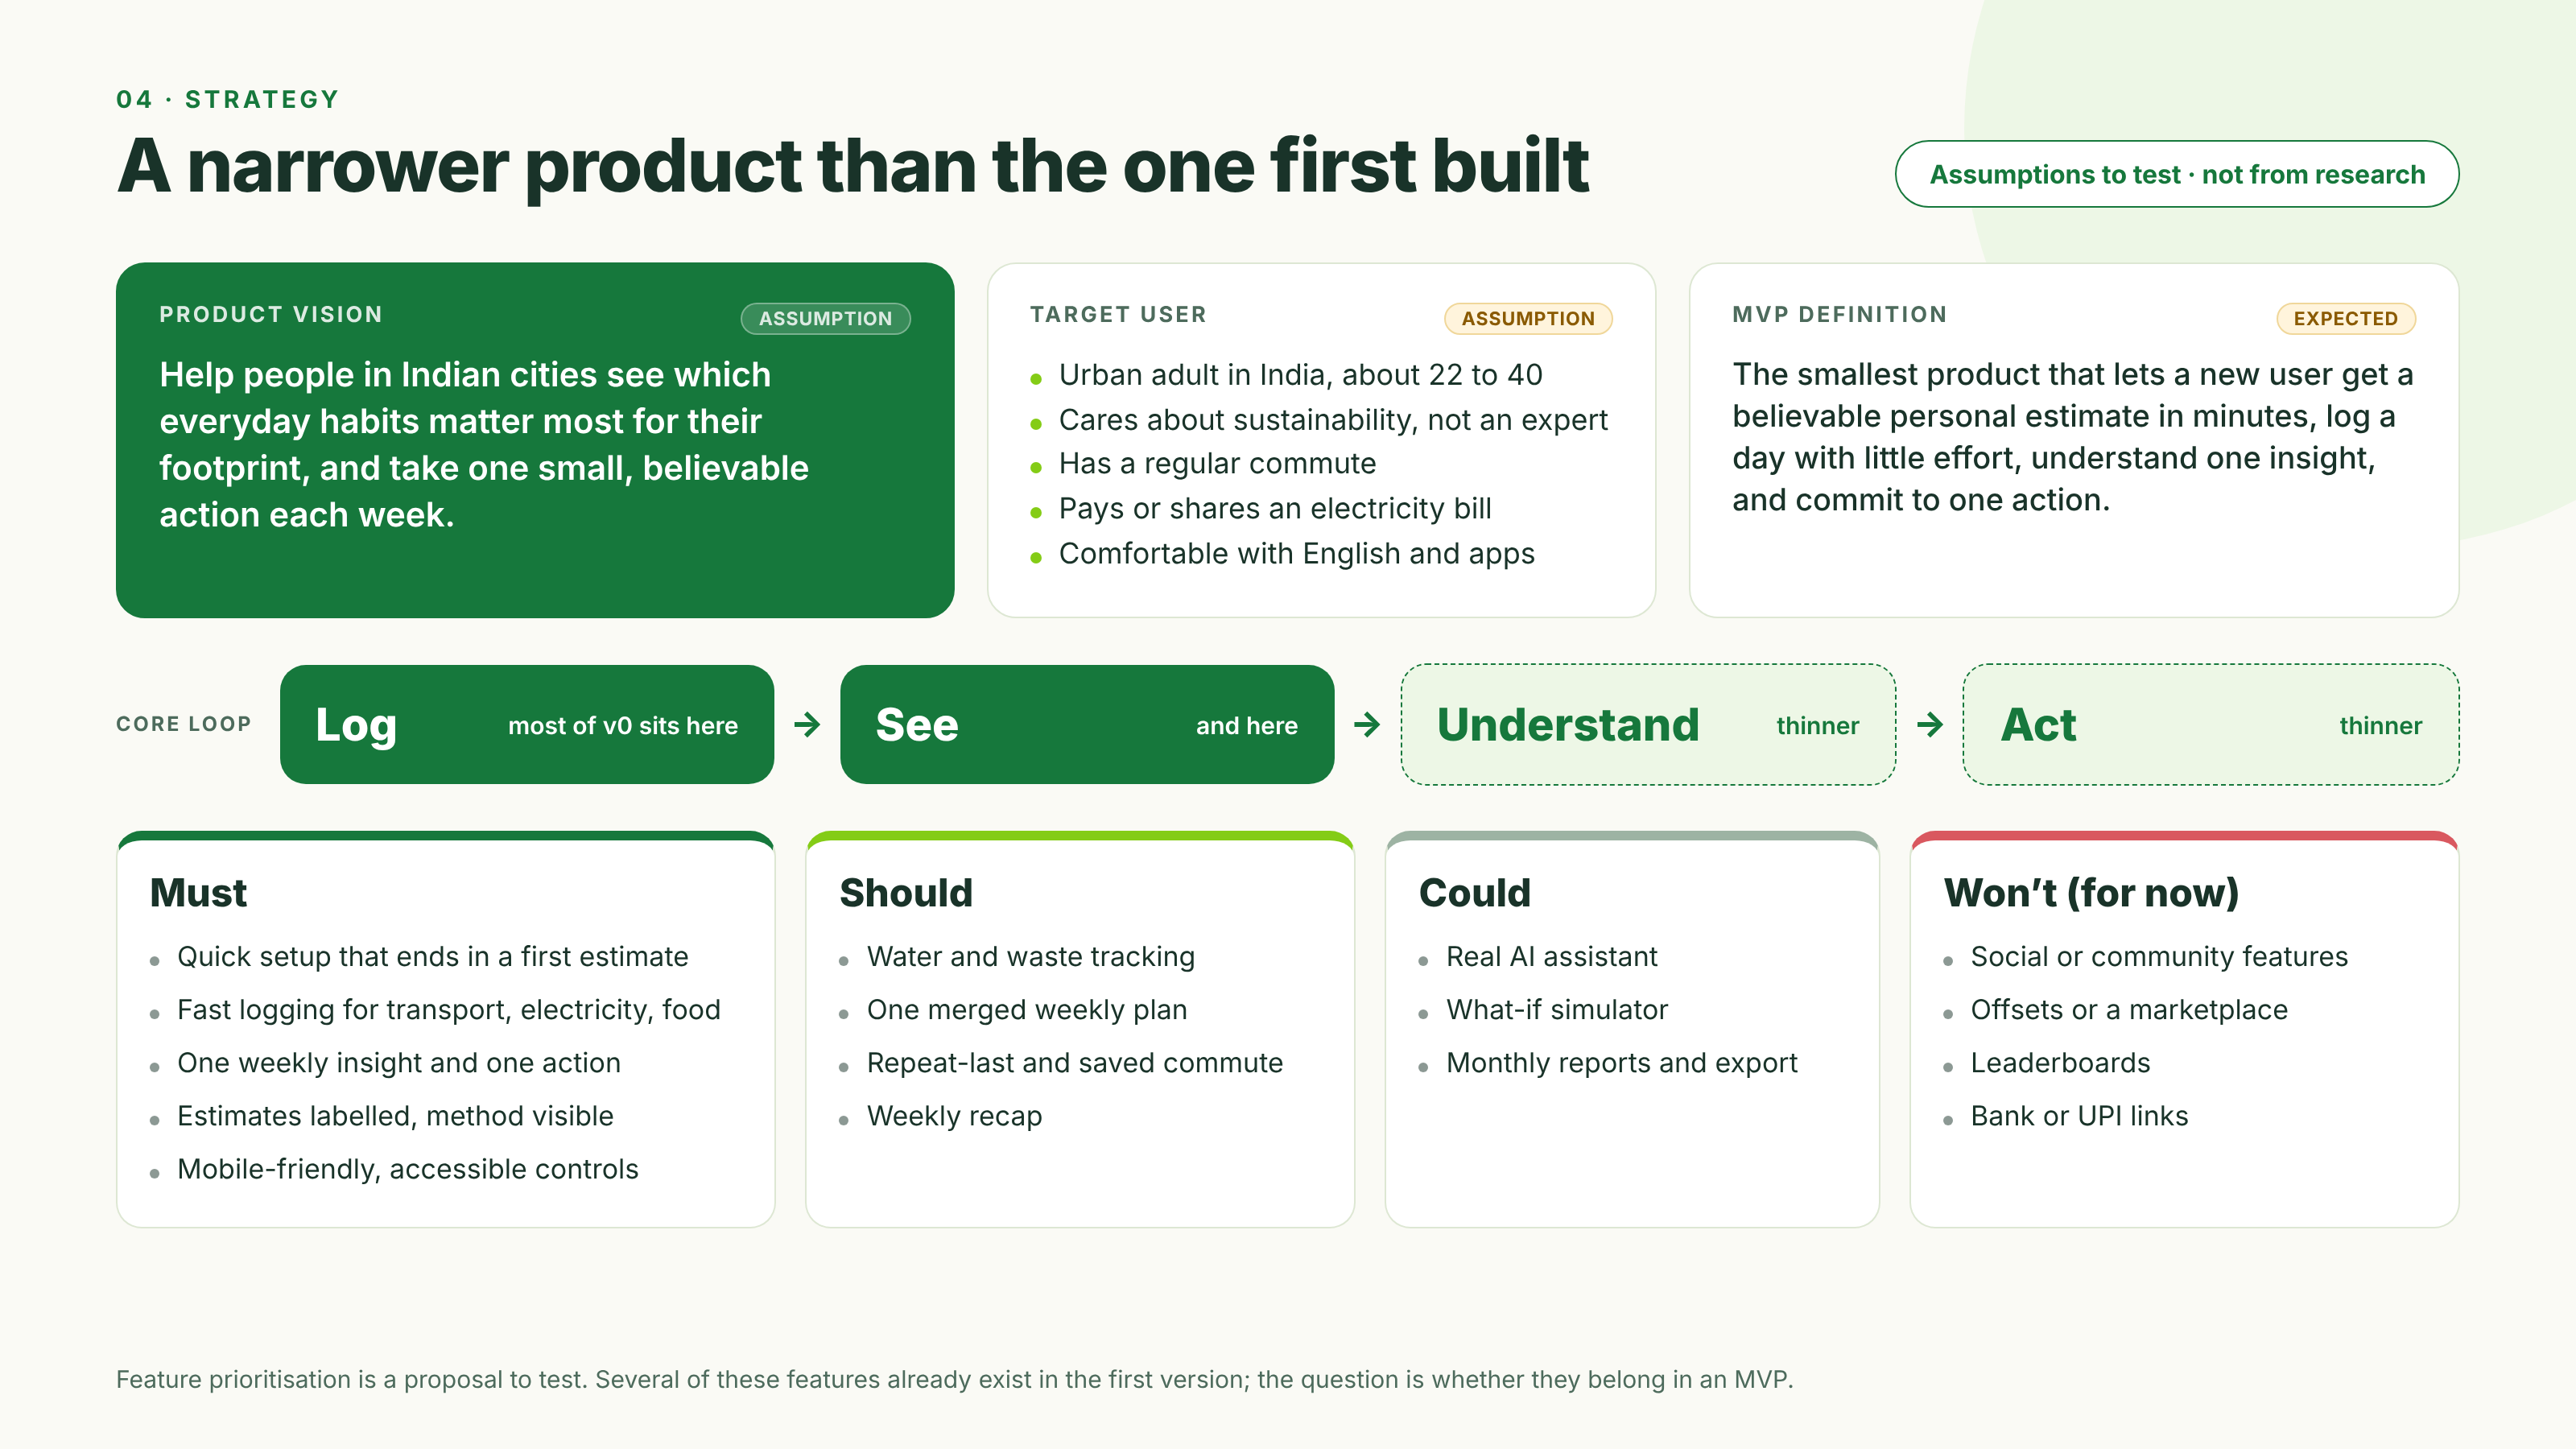 04 · STRATEGY
A narrower product than the one first built
Assumptions to test · not from research
PRODUCT VISION
ASSUMPTION
Help people in Indian cities see which
everyday habits matter most for their
footprint, and take one small, believable
action each week.
TARGET USER
ASSUMPTION
Urban adult in India, about 22 to 40
Cares about sustainability, not an expert
Has a regular commute
Pays or shares an electricity bill
Comfortable with English and apps
MVP DEFINITION
EXPECTED
The smallest product that lets a new user get a
believable personal estimate in minutes, log a
day with little effort, understand one insight,
and commit to one action.
CORE LOOP
Log
most of v0 sits here
→
See
and here
→
Understand
thinner
→
Act
thinner
Must
Quick setup that ends in a first estimate
Fast logging for transport, electricity, food
One weekly insight and one action
Estimates labelled, method visible
Mobile-friendly, accessible controls
Should
Water and waste tracking
One merged weekly plan
Repeat-last and saved commute
Weekly recap
Could
Real AI assistant
What-if simulator
Monthly reports and export
Won’t (for now)
Social or community features
Offsets or a marketplace
Leaderboards
Bank or UPI links
Feature prioritisation is a proposal to test. Several of these features already exist in the first version; the question is whether they belong in an MVP.